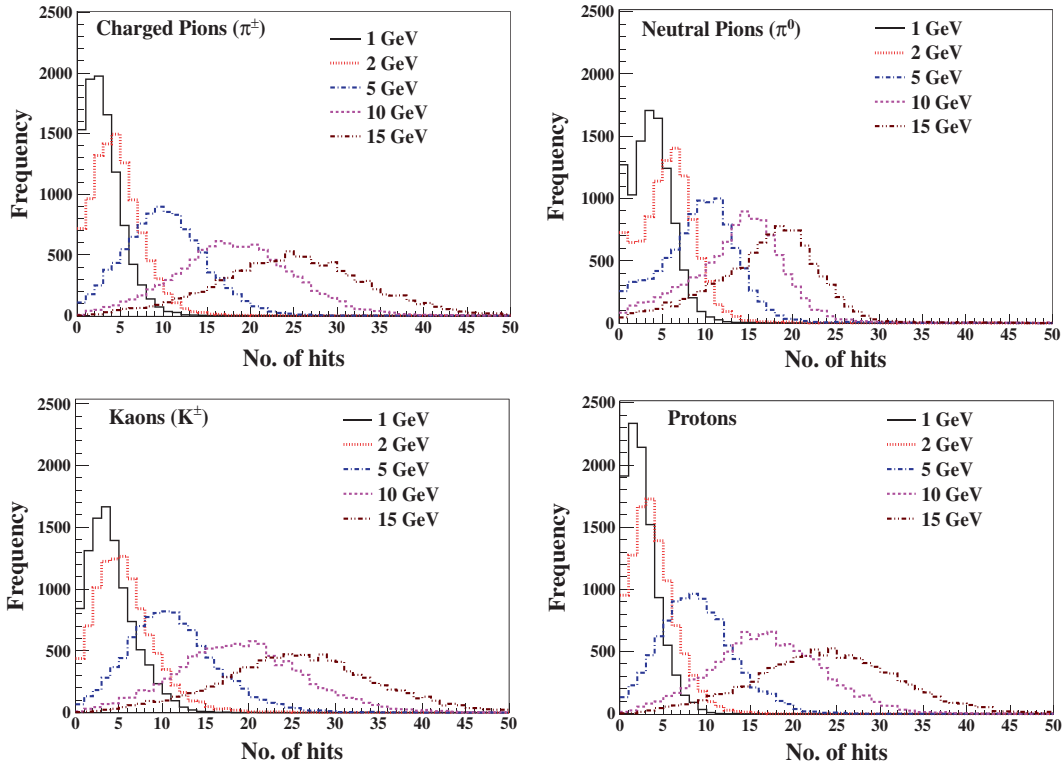 Charged Pions (π±)
1 GeV
2 GeV
5 GeV
10 GeV
15 GeV
Frequency
2500
2000
1500
1000
500
0
0 5 10 15 20 25 30 35 40 45 50
No. of hits
Neutral Pions (π⁰)
1 GeV
2 GeV
5 GeV
10 GeV
15 GeV
Frequency
2500
2000
1500
1000
500
0
0 5 10 15 20 25 30 35 40 45 50
No. of hits
Kaons (K±)
1 GeV
2 GeV
5 GeV
10 GeV
15 GeV
Frequency
2500
2000
1500
1000
500
0
0 5 10 15 20 25 30 35 40 45 50
No. of hits
Protons
1 GeV
2 GeV
5 GeV
10 GeV
15 GeV
Frequency
2500
2000
1500
1000
500
0
0 5 10 15 20 25 30 35 40 45 50
No. of hits